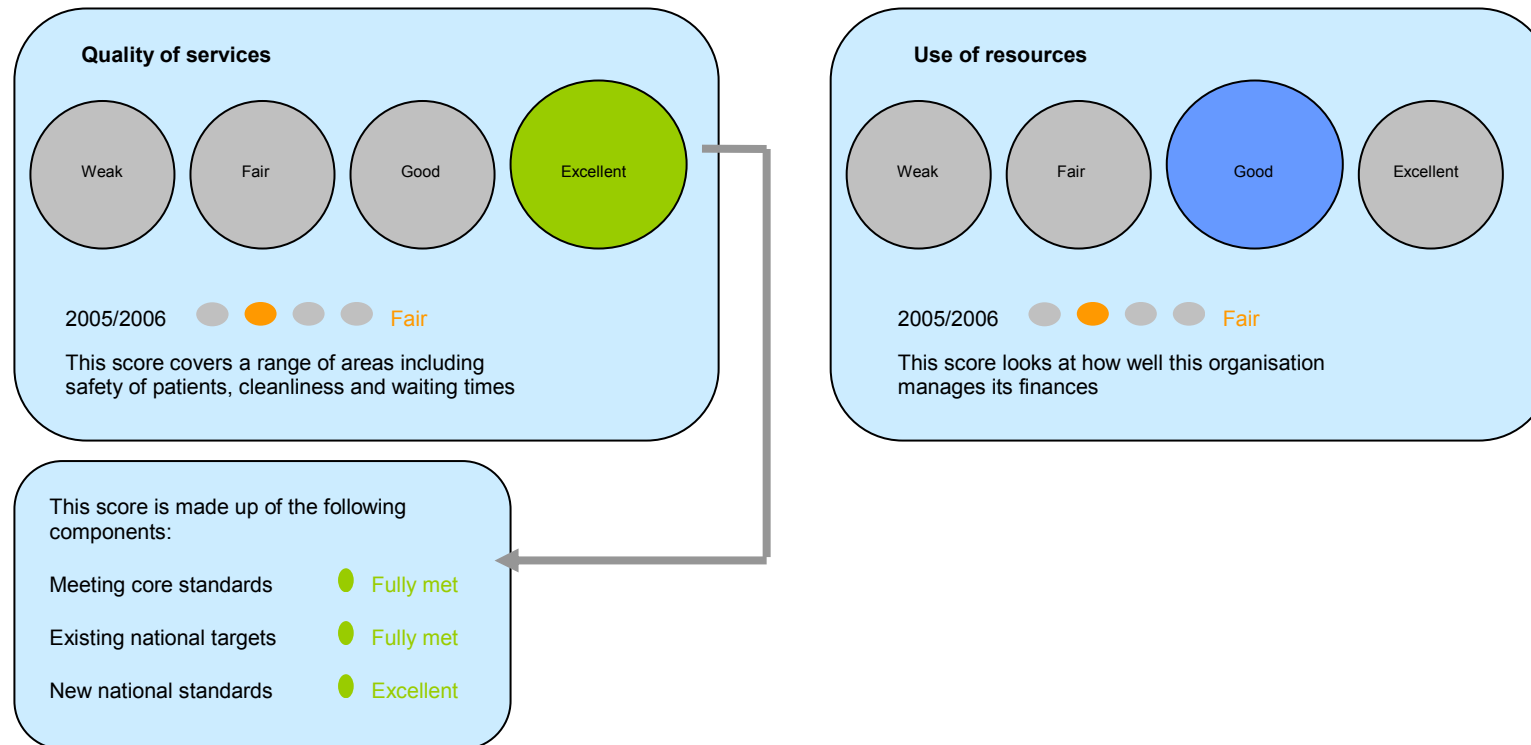 Quality of services
Weak
Fair
Good
Excellent
2005/2006
Fair
This score covers a range of areas including
safety of patients, cleanliness and waiting times
Use of resources
Weak
Fair
Good
Excellent
2005/2006
Fair
This score looks at how well this organisation
manages its finances
This score is made up of the following
components:
Meeting core standards Fully met
Existing national targets Fully met
New national standards Excellent